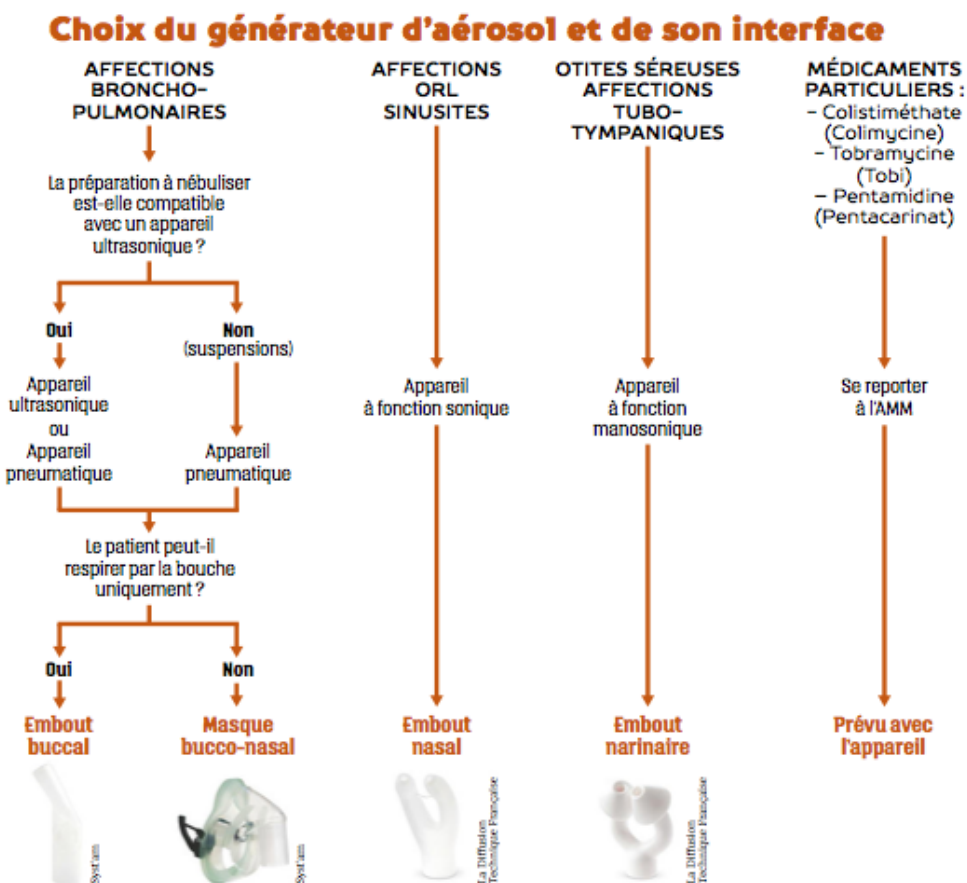 Choix du générateur d'aérosol et de son interface
AFFECTIONS
BRONCHO-
PULMONAIRES
La préparation à nébuliser
est-elle compatible
avec un appareil
ultrasonique ?
Oui
Non
(suspensions)
Appareil
ultrasonique
ou
Appareil
pneumatique
Appareil
pneumatique
Le patient peut-il
respirer par la bouche
uniquement ?
Oui
Non
Embout
buccal
Masque
bucco-nasal
Syst'am
Syst'am
AFFECTIONS
ORL
SINUSITES
Appareil
à fonction sonique
Embout
nasal
La Diffusion
Technique Française
OTITES SÉREUSES
AFFECTIONS
TUBO-
TYMPANIQUES
Appareil
à fonction
manosonique
Embout
narinaire
La Diffusion
Technique Française
MÉDICAMENTS
PARTICULIERS :
– Colistiméthate
(Colimycine)
– Tobramycine
(Tobi)
– Pentamidine
(Pentacarinat)
Se reporter
à l'AMM
Prévu avec
l'appareil